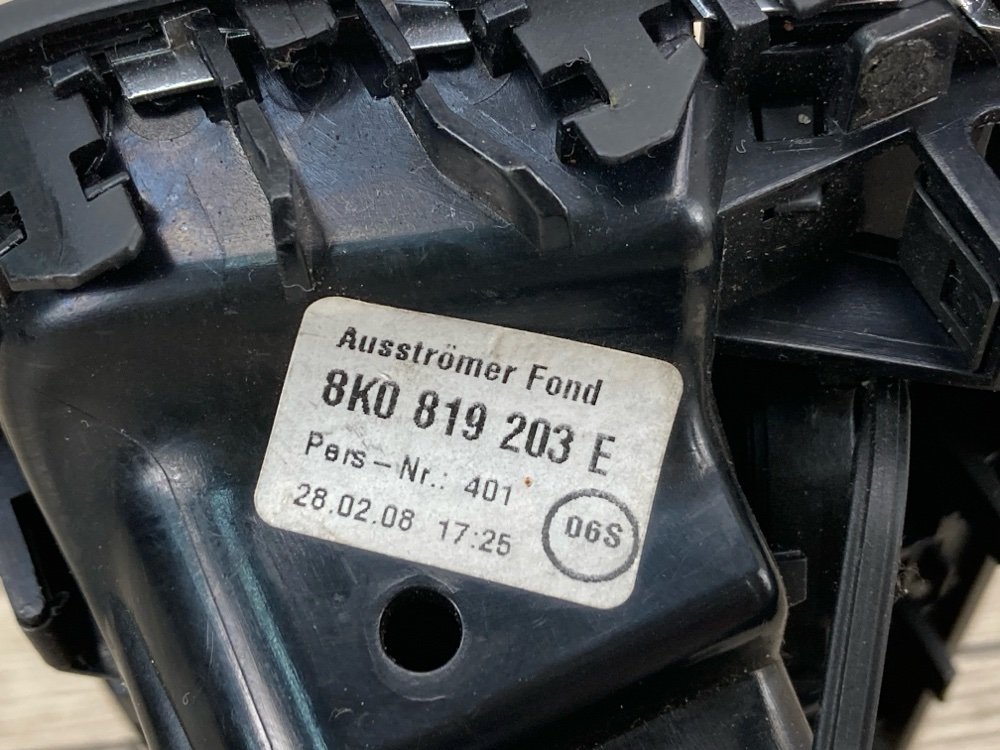 Ausströmer Fond
8K0 819 203 E
Pers-Nr.: 401
28.02.08 17:25
06S